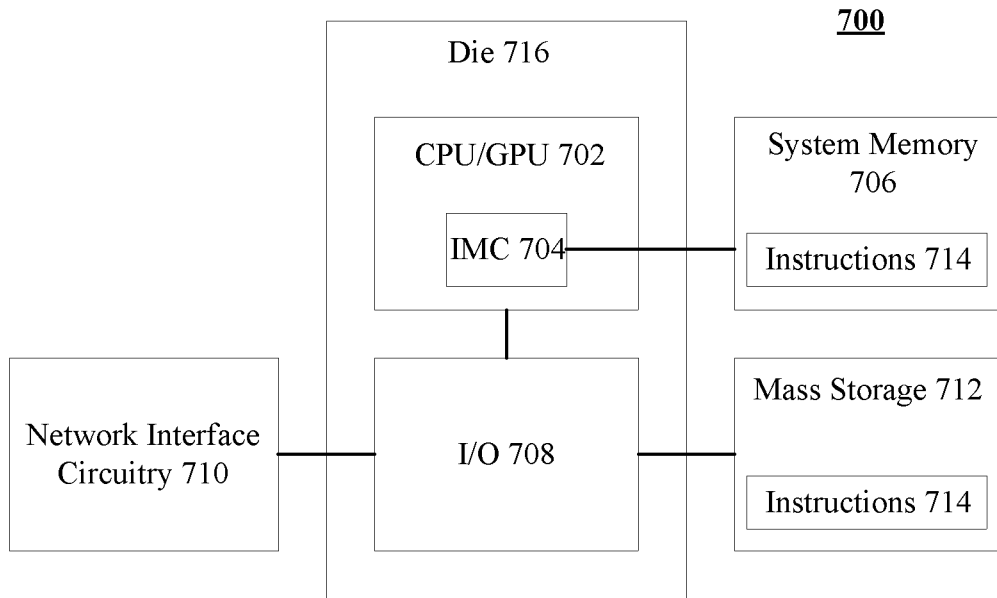 700
Die 716
CPU/GPU 702
IMC 704
System Memory
706
Instructions 714
Network Interface
Circuitry 710
I/O 708
Mass Storage 712
Instructions 714